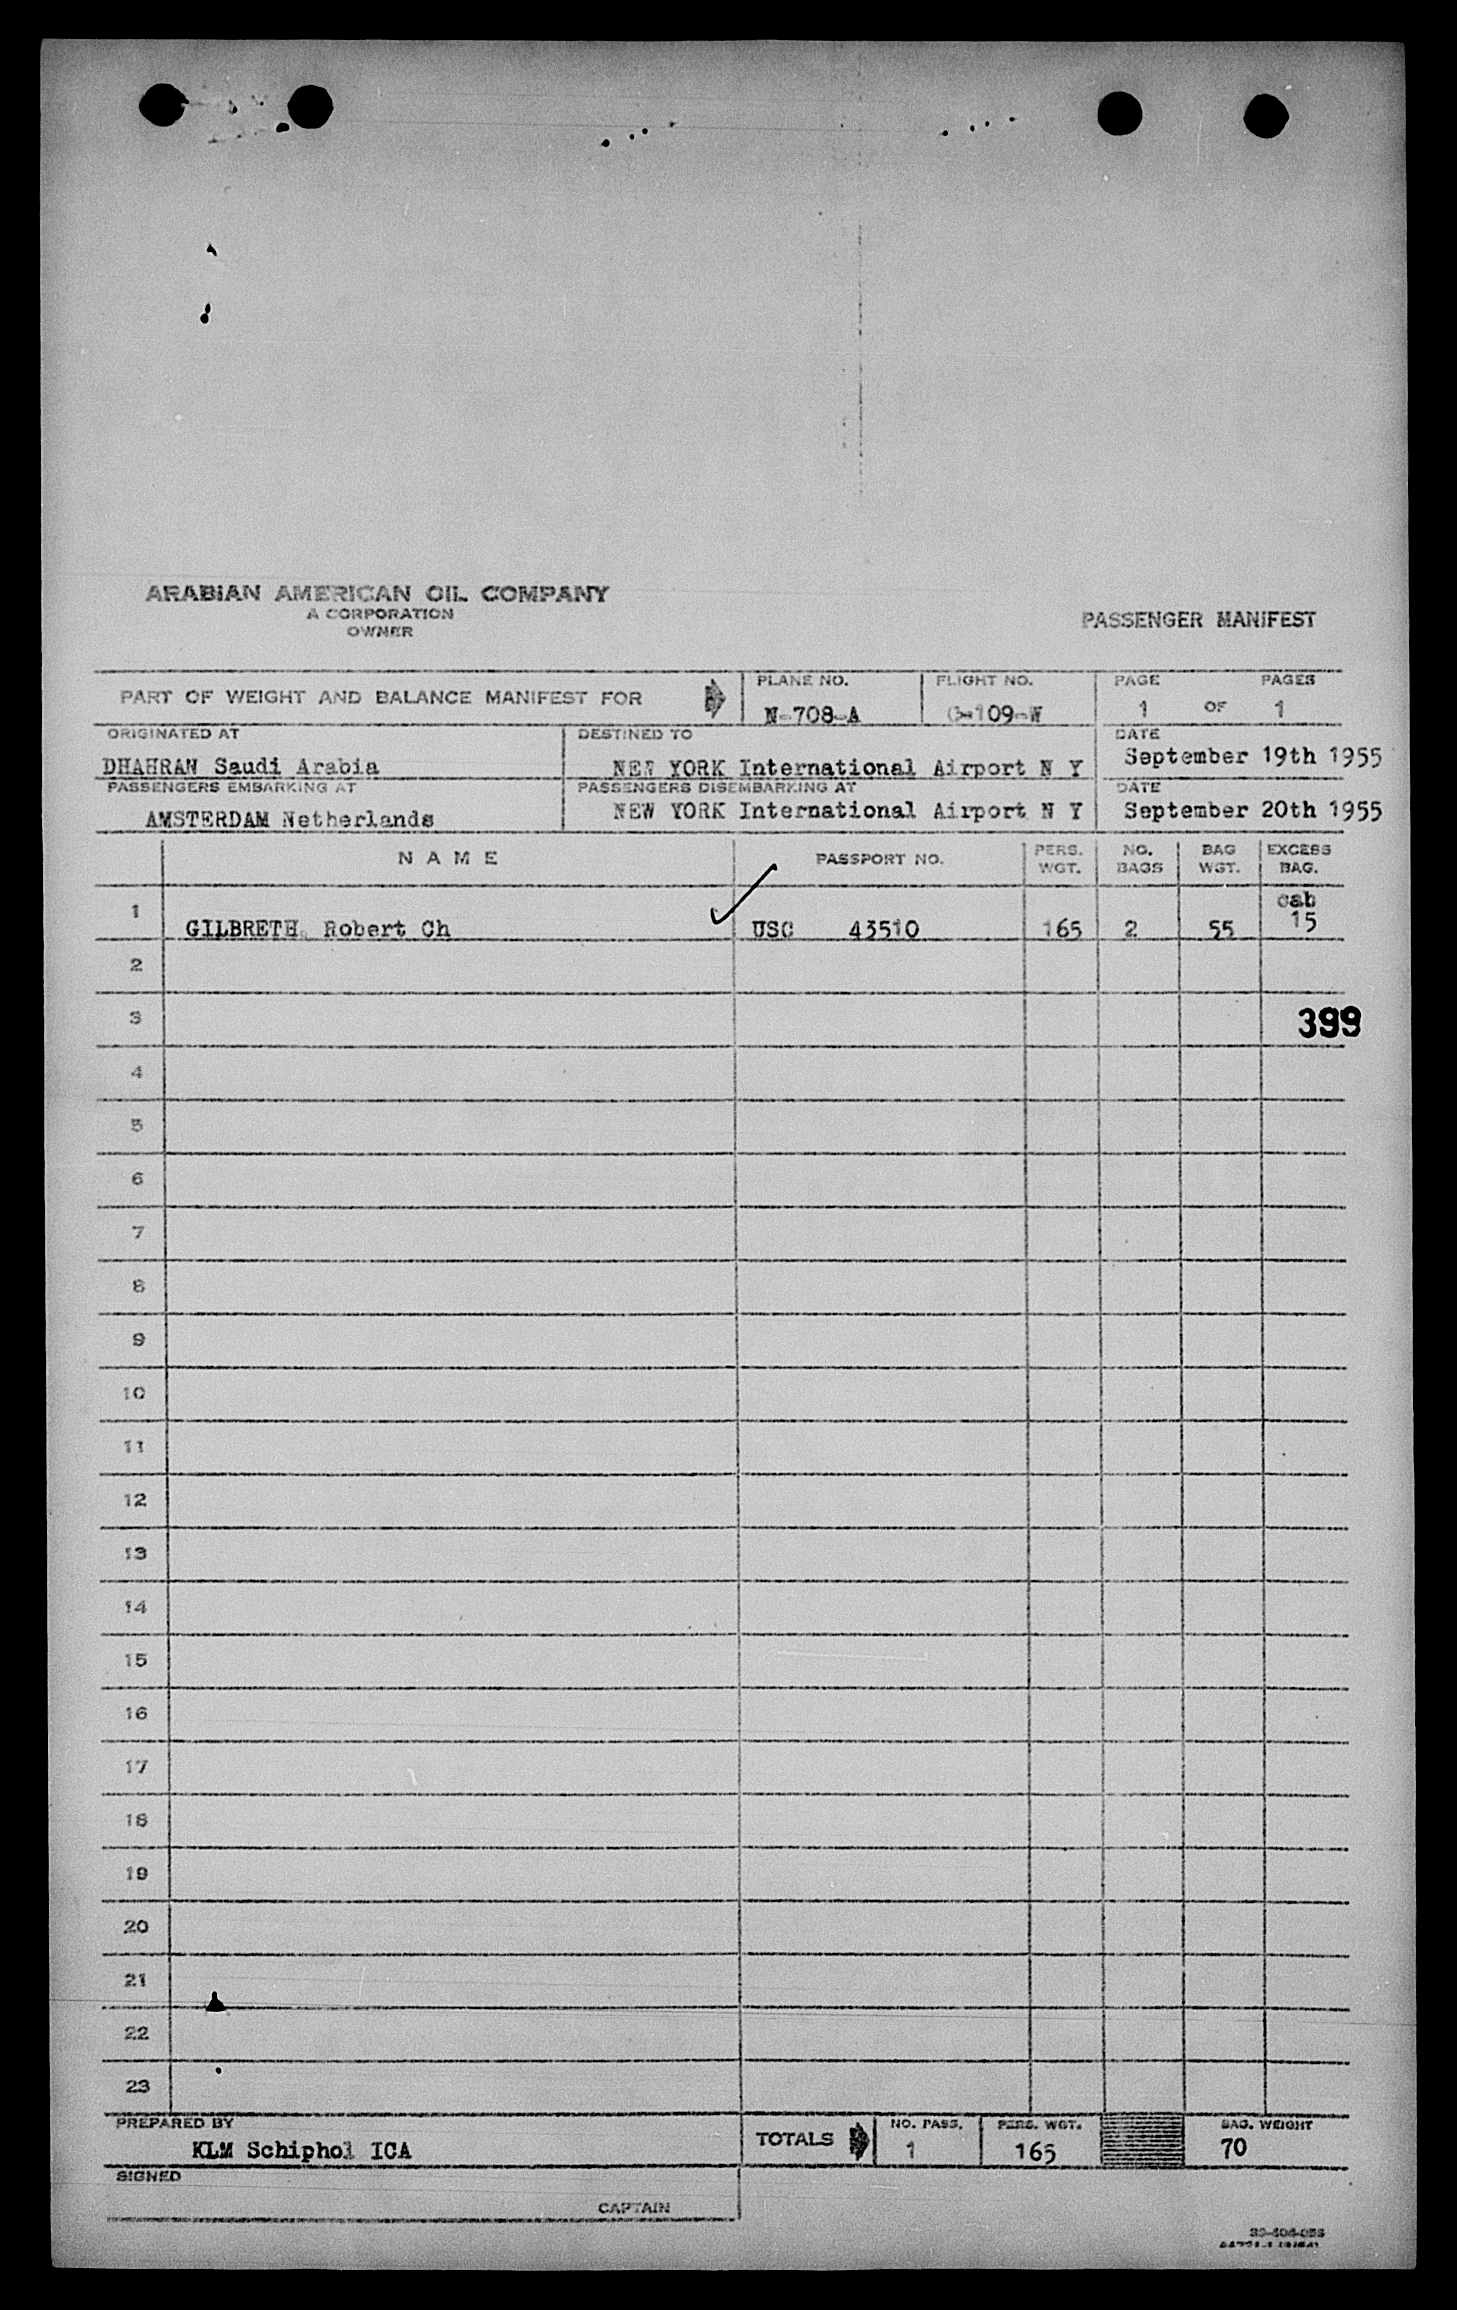 ARABIAN AMERICAN OIL COMPANY
A CORPORATION
OWNER
PASSENGER MANIFEST
PART OF WEIGHT AND BALANCE MANIFEST FOR
PLANE NO.
N-708-A
FLIGHT NO.
-109-W
PAGE 1 OF PAGES 1
ORIGINATED AT
DHAHRAN Saudi Arabia
DESTINED TO
NEW YORK International Airport N Y
DATE
September 19th 1955
PASSENGERS EMBARKING AT
AMSTERDAM Netherlands
PASSENGERS DISEMBARKING AT
NEW YORK International Airport N Y
DATE
September 20th 1955
NAME PASSPORT NO. PERS. WGT. NO. BAGS BAG WGT. EXCESS BAG.
1 GILBRETH, Robert Ch USC 43510 165 2 55 cab 15
2
3 399
4
5
6
7
8
9
10
11
12
13
14
15
16
17
18
19
20
21
22
23
PREPARED BY
KLM Schiphol ICA
TOTALS
NO. PASS.
1
PERS. WGT.
165
BAG. WEIGHT
70
SIGNED
CAPTAIN